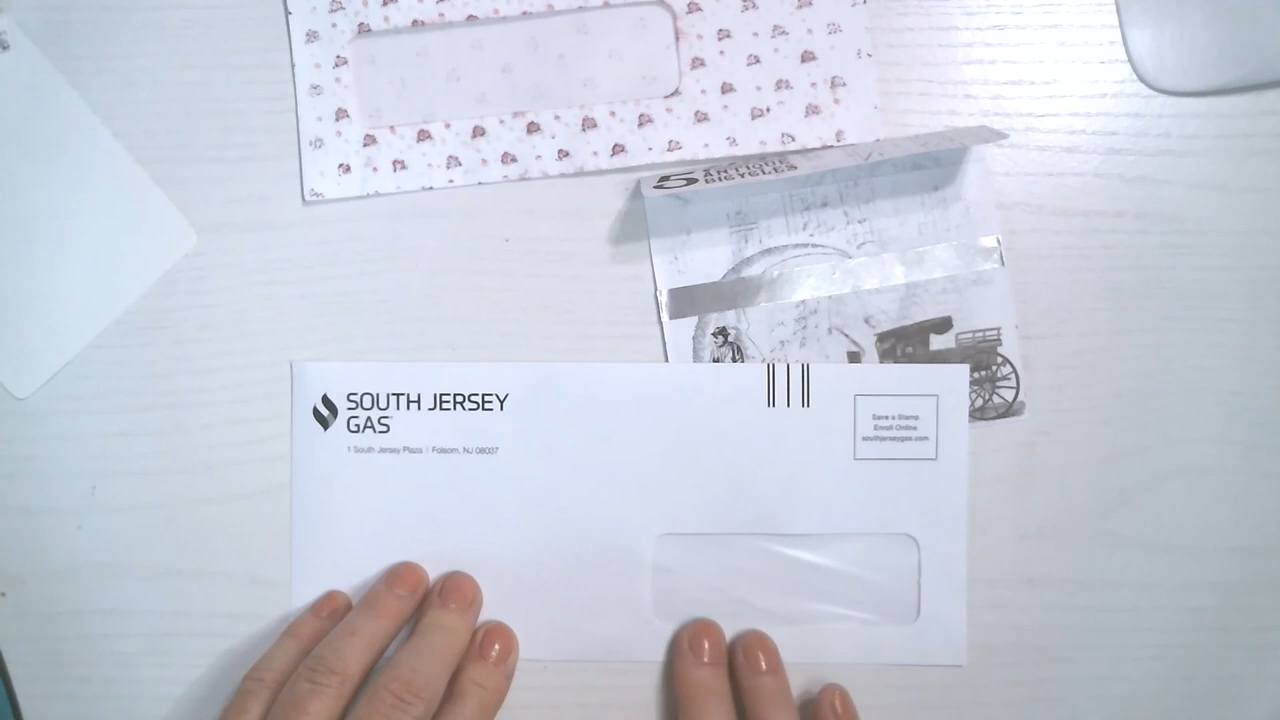 5 ANTIQUE
BICYCLES
SOUTH JERSEY
GAS
1 South Jersey Plaza | Folsom, NJ 08037
Save a Stamp
Enroll Online
southjerseygas.com